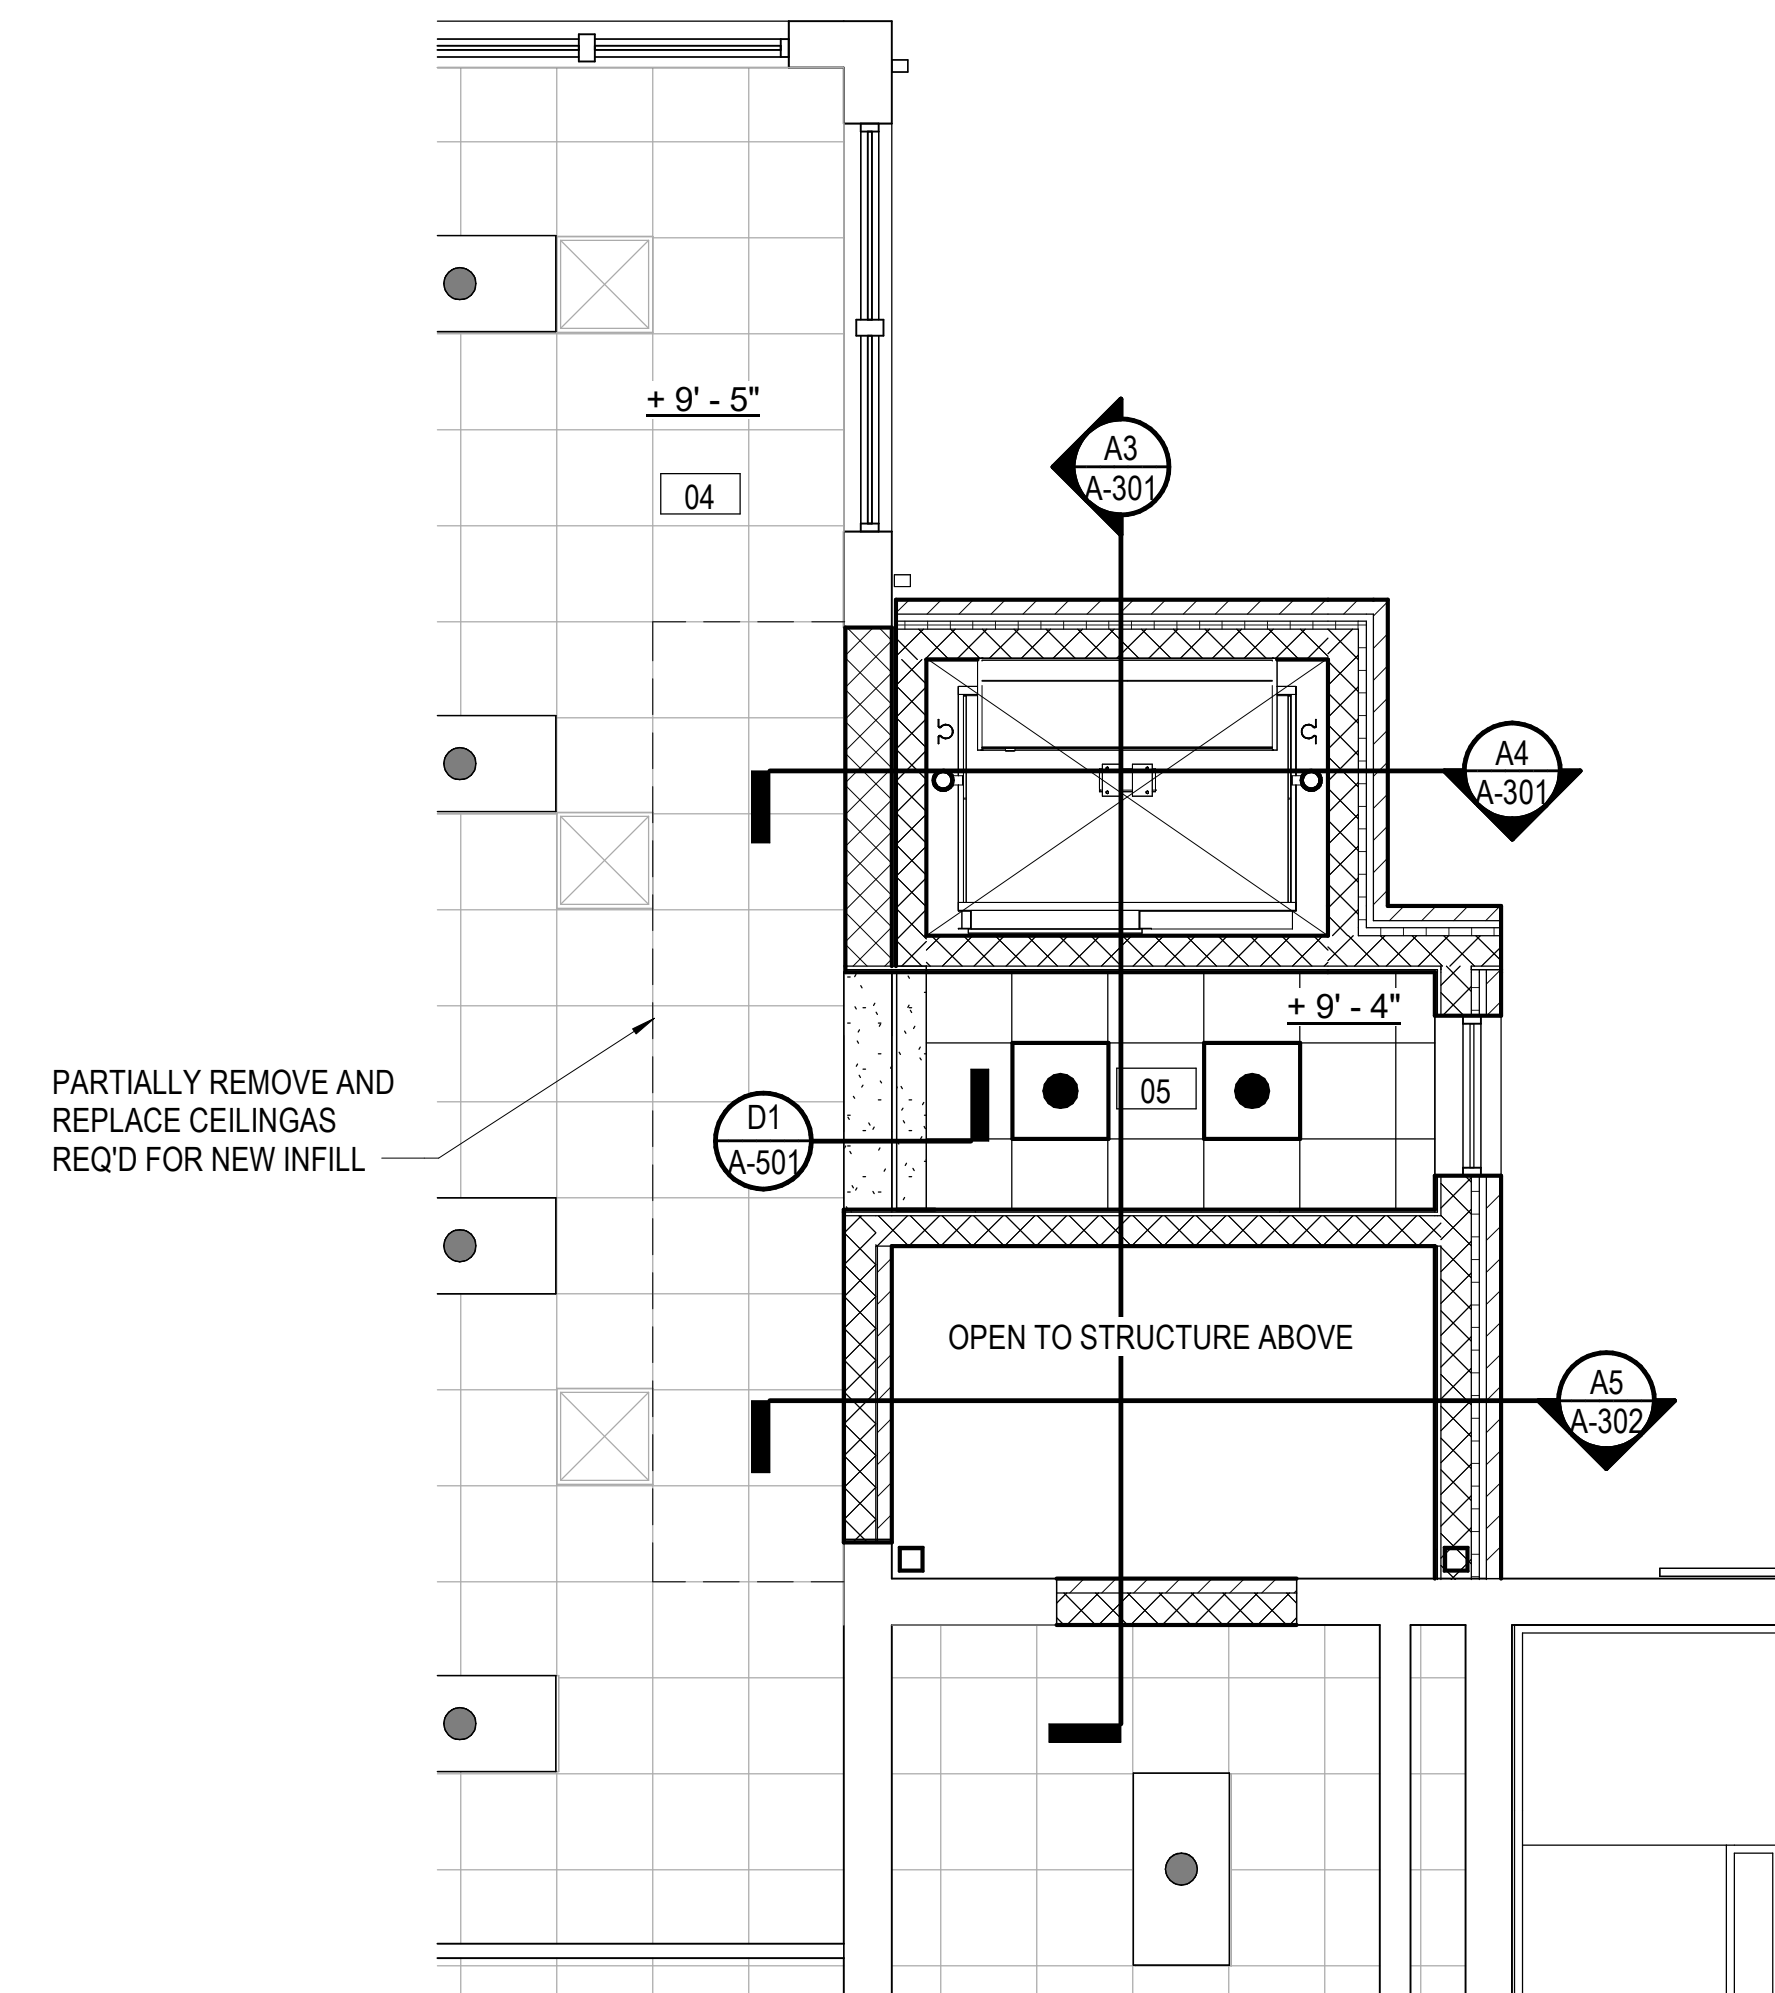 + 9' - 5"
04
A3
A-301
A4
A-301
+ 9' - 4"
05
PARTIALLY REMOVE AND
REPLACE CEILINGAS
REQ'D FOR NEW INFILL
D1
A-501
OPEN TO STRUCTURE ABOVE
A5
A-302